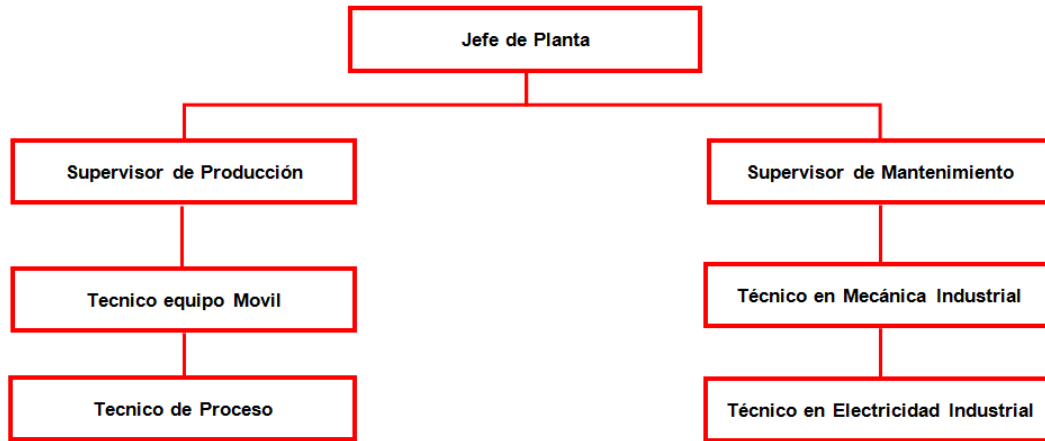 Jefe de Planta
Supervisor de Producción
Supervisor de Mantenimiento
Tecnico equipo Movil
Técnico en Mecánica Industrial
Tecnico de Proceso
Técnico en Electricidad Industrial